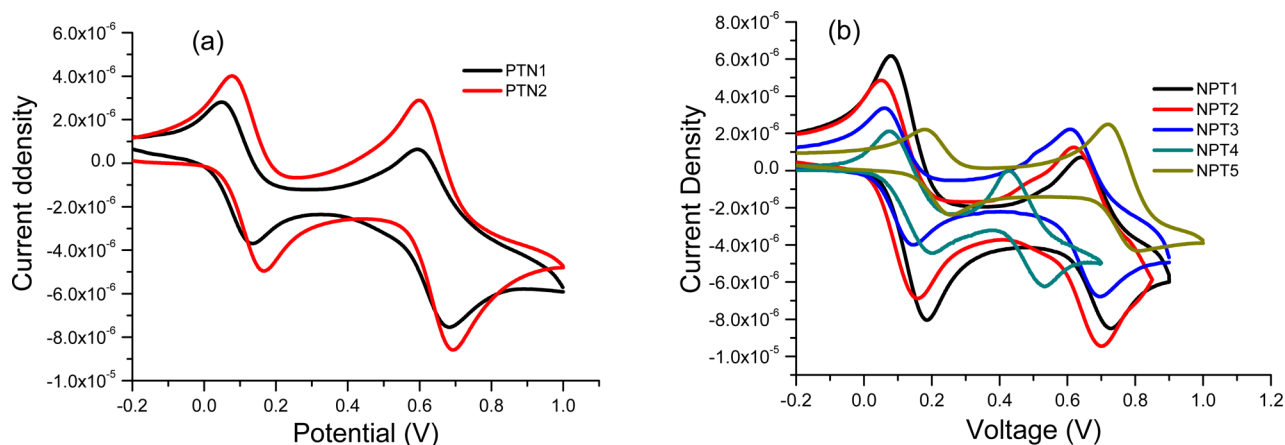 (a)
PTN1
PTN2
6.0x10-6
4.0x10-6
2.0x10-6
0.0
-2.0x10-6
-4.0x10-6
-6.0x10-6
-8.0x10-6
-1.0x10-5
-0.2 0.0 0.2 0.4 0.6 0.8 1.0
Current ddensity
Potential (V)
(b)
NPT1
NPT2
NPT3
NPT4
NPT5
8.0x10-6
6.0x10-6
4.0x10-6
2.0x10-6
0.0
-2.0x10-6
-4.0x10-6
-6.0x10-6
-8.0x10-6
-1.0x10-5
-0.2 0.0 0.2 0.4 0.6 0.8 1.0 1.2
Current Density
Voltage (V)